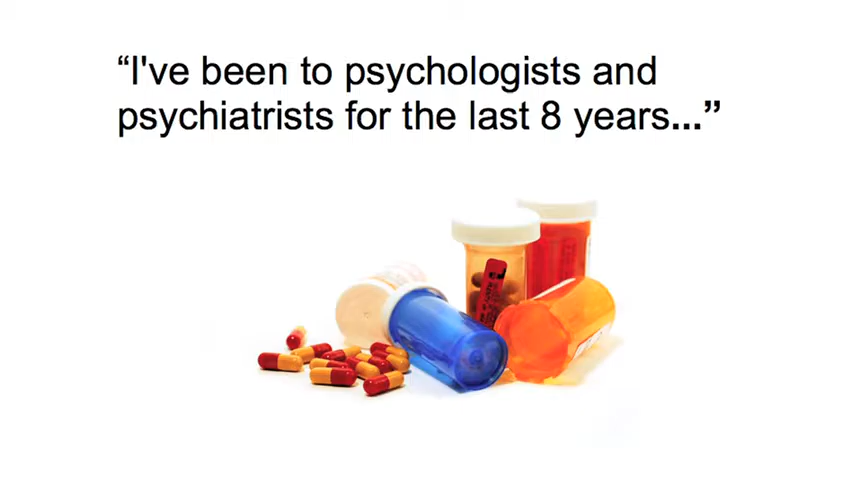 “I've been to psychologists and
psychiatrists for the last 8 years...”